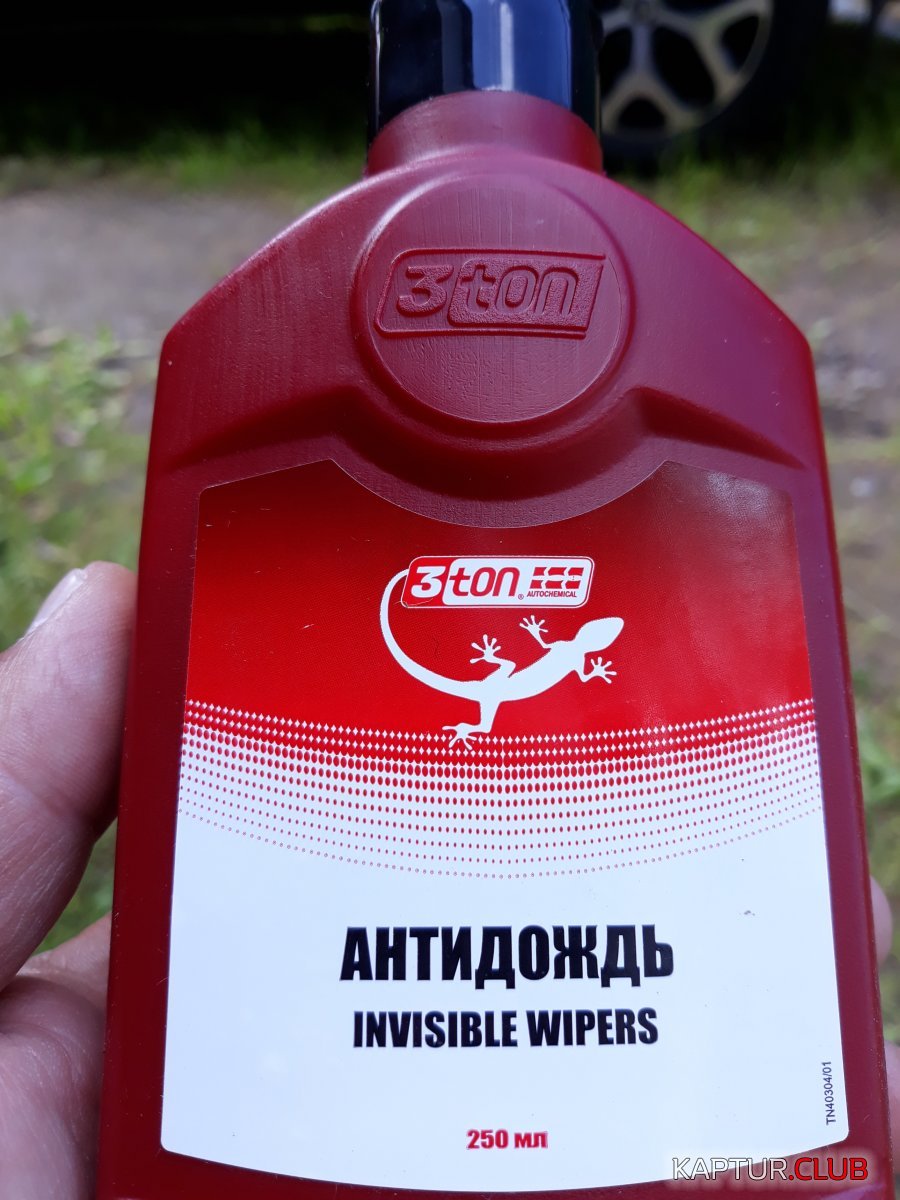 3ton
3ton
® AUTOCHEMICAL
АНТИДОЖДЬ
INVISIBLE WIPERS
TN40304/01
250 мл
KAPTUR.CLUB